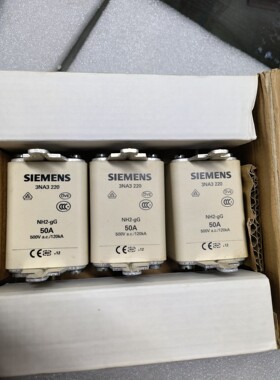 SIEMENS
3NA3 220
NH2-gG
50A
500V a.c./120kA
SIEMENS
3NA3 220
NH2-gG
50A
500V a.c./120kA
SIEMENS
3NA3 220
NH2-gG
50A
500V a.c./120kA